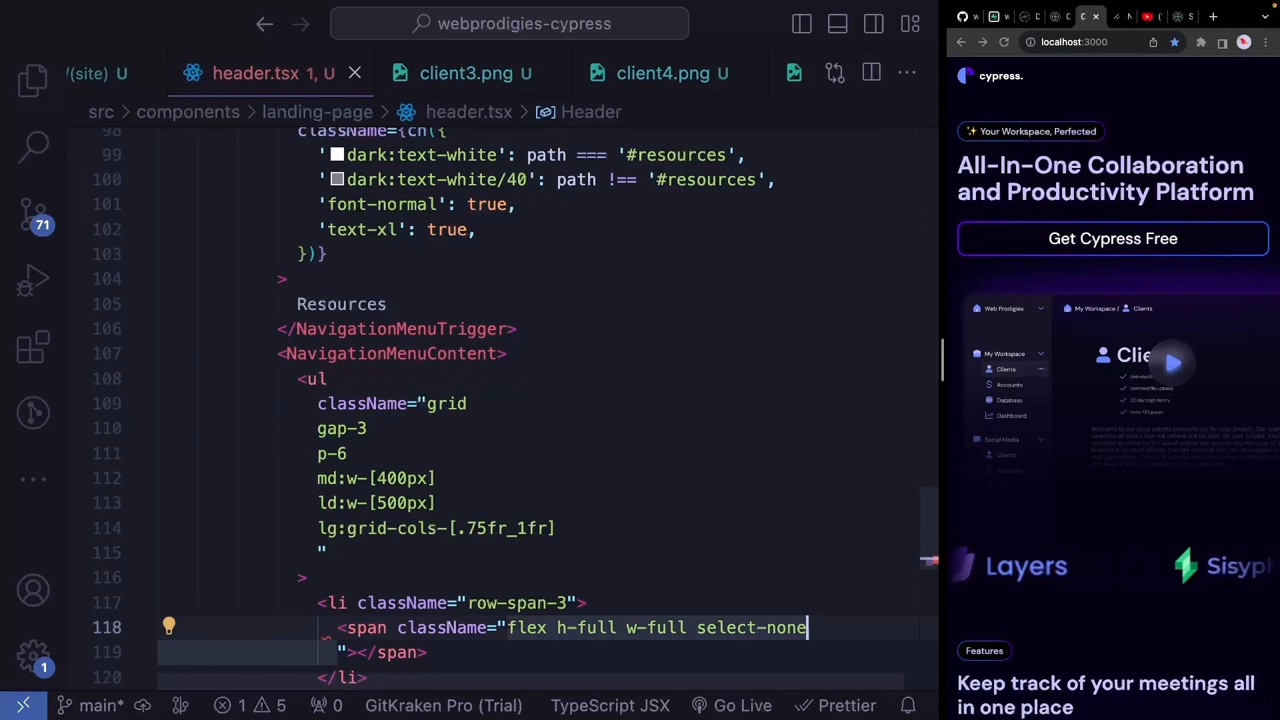 webprodigies-cypress
/(site) U
header.tsx 1, U
client3.png U
client4.png U
src > components > landing-page > header.tsx > Header
98 className={cn({
99 'dark:text-white': path === '#resources',
100 'dark:text-white/40': path !== '#resources',
101 'font-normal': true,
102 'text-xl': true,
103 })}
104 >
105 Resources
106 </NavigationMenuTrigger>
107 <NavigationMenuContent>
108 <ul
109 className="grid
110 gap-3
111 p-6
112 md:w-[400px]
113 ld:w-[500px]
114 lg:grid-cols-[.75fr_1fr]
115 "
116 >
117 <li className="row-span-3">
118 <span className="flex h-full w-full select-none
119 "></span>
120 </li>
71
1
main*
1 5
0
GitKraken Pro (Trial)
TypeScript JSX
Go Live
Prettier
localhost:3000
cypress.
✨ Your Workspace, Perfected
All-In-One Collaboration
and Productivity Platform
Get Cypress Free
Web Prodigies
My Workspace / Clients
My Workspace
Clients
Accounts
Database
Dashboard
Social Media
Clients
Clie
Layers
Sisyph
Features
Keep track of your meetings all
in one place